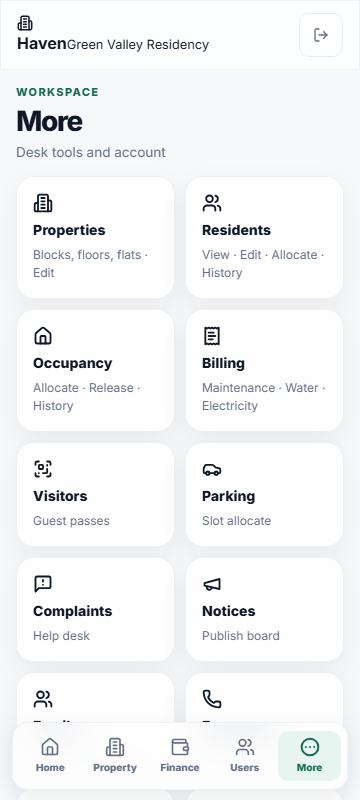 HavenGreen Valley Residency
WORKSPACE
More
Desk tools and account
Properties
Blocks, floors, flats ·
Edit
Residents
View · Edit · Allocate ·
History
Occupancy
Allocate · Release ·
History
Billing
Maintenance · Water ·
Electricity
Visitors
Guest passes
Parking
Slot allocate
Complaints
Help desk
Notices
Publish board
Home
Property
Finance
Users
More